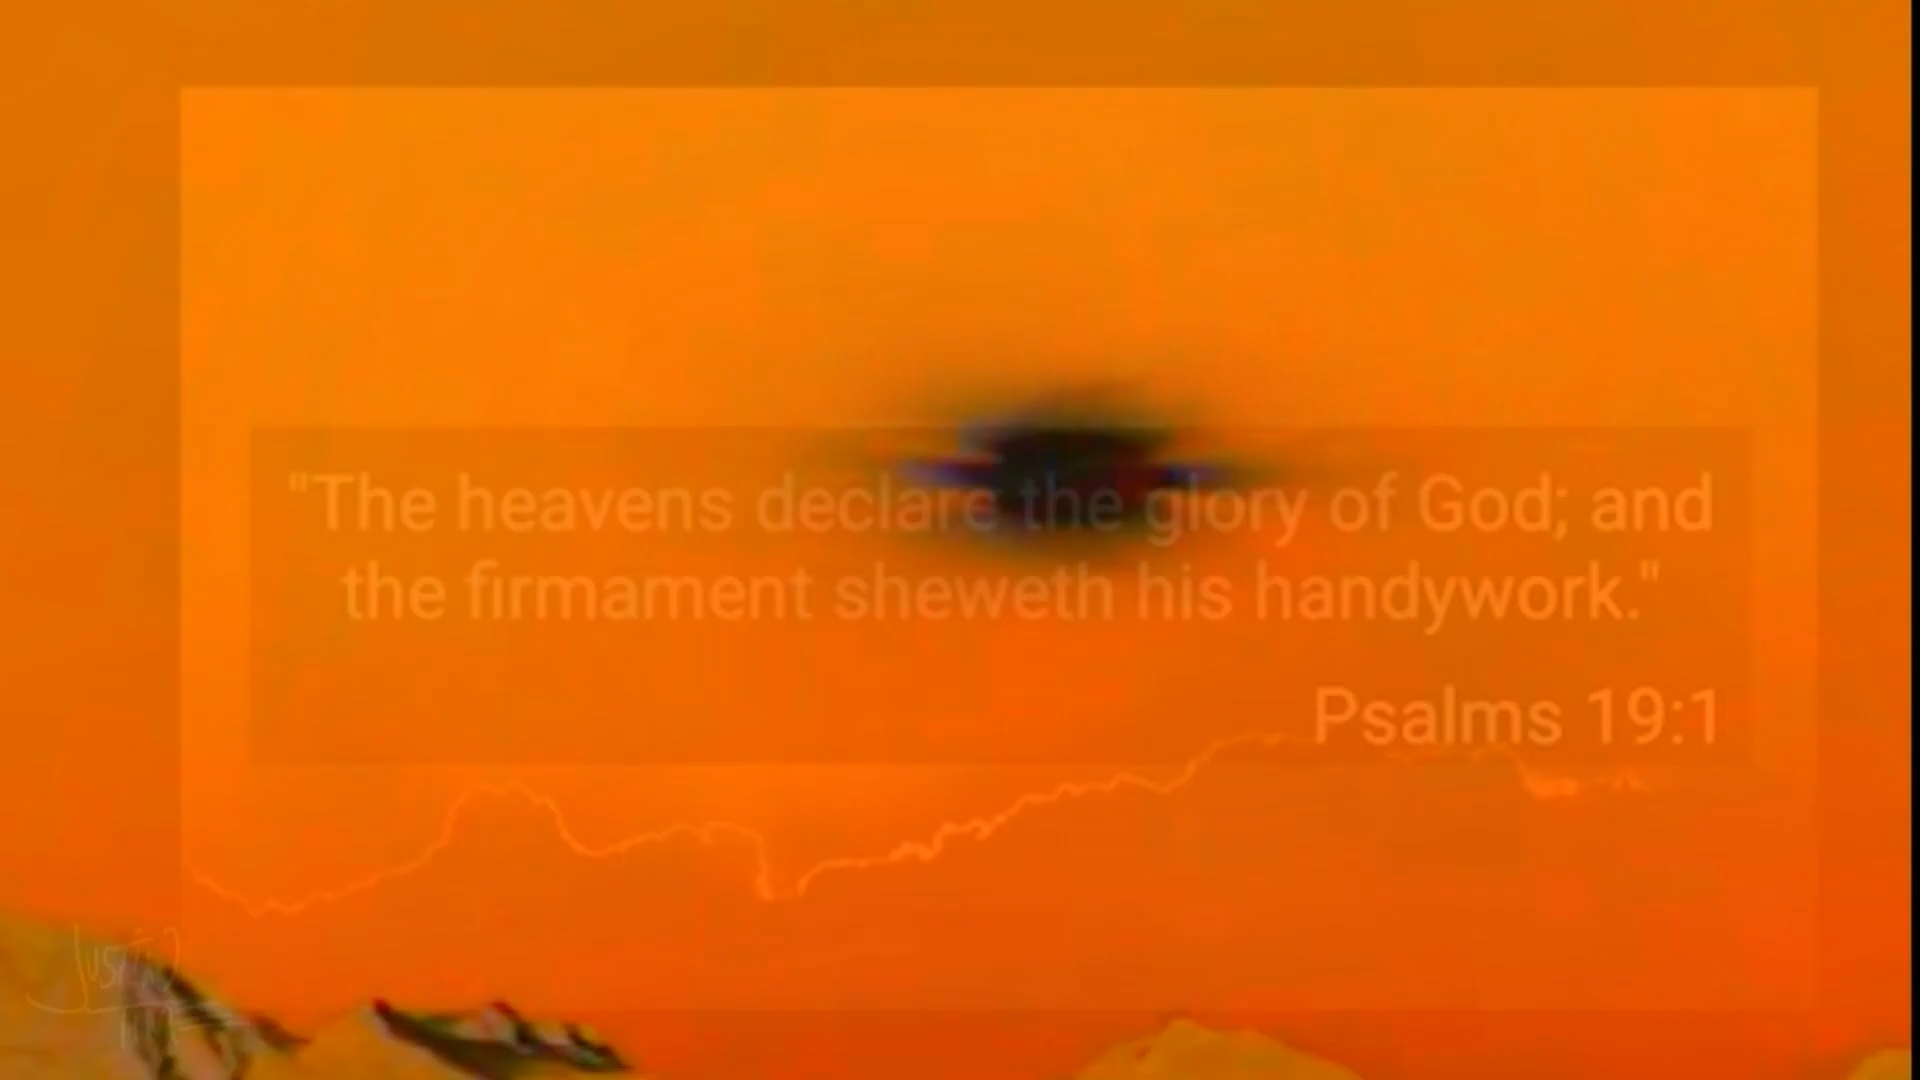 "The heavens declare the glory of God; and
the firmament sheweth his handywork."
Psalms 19:1